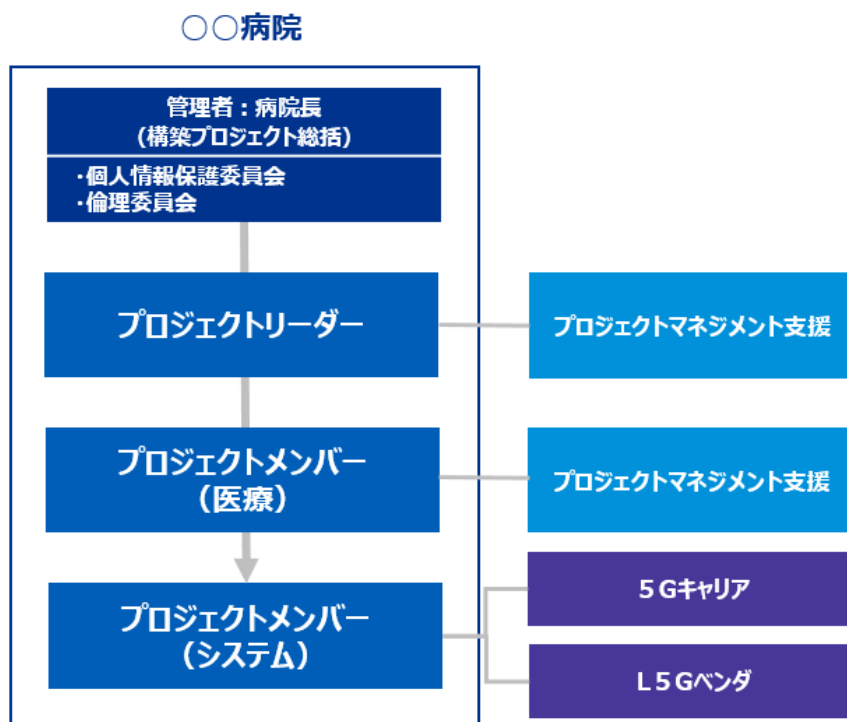 ○○病院
管理者：病院長
(構築プロジェクト総括)
・個人情報保護委員会
・倫理委員会
プロジェクトリーダー
プロジェクトマネジメント支援
プロジェクトメンバー
（医療）
プロジェクトマネジメント支援
プロジェクトメンバー
（システム）
５Gキャリア
L５Gベンダ